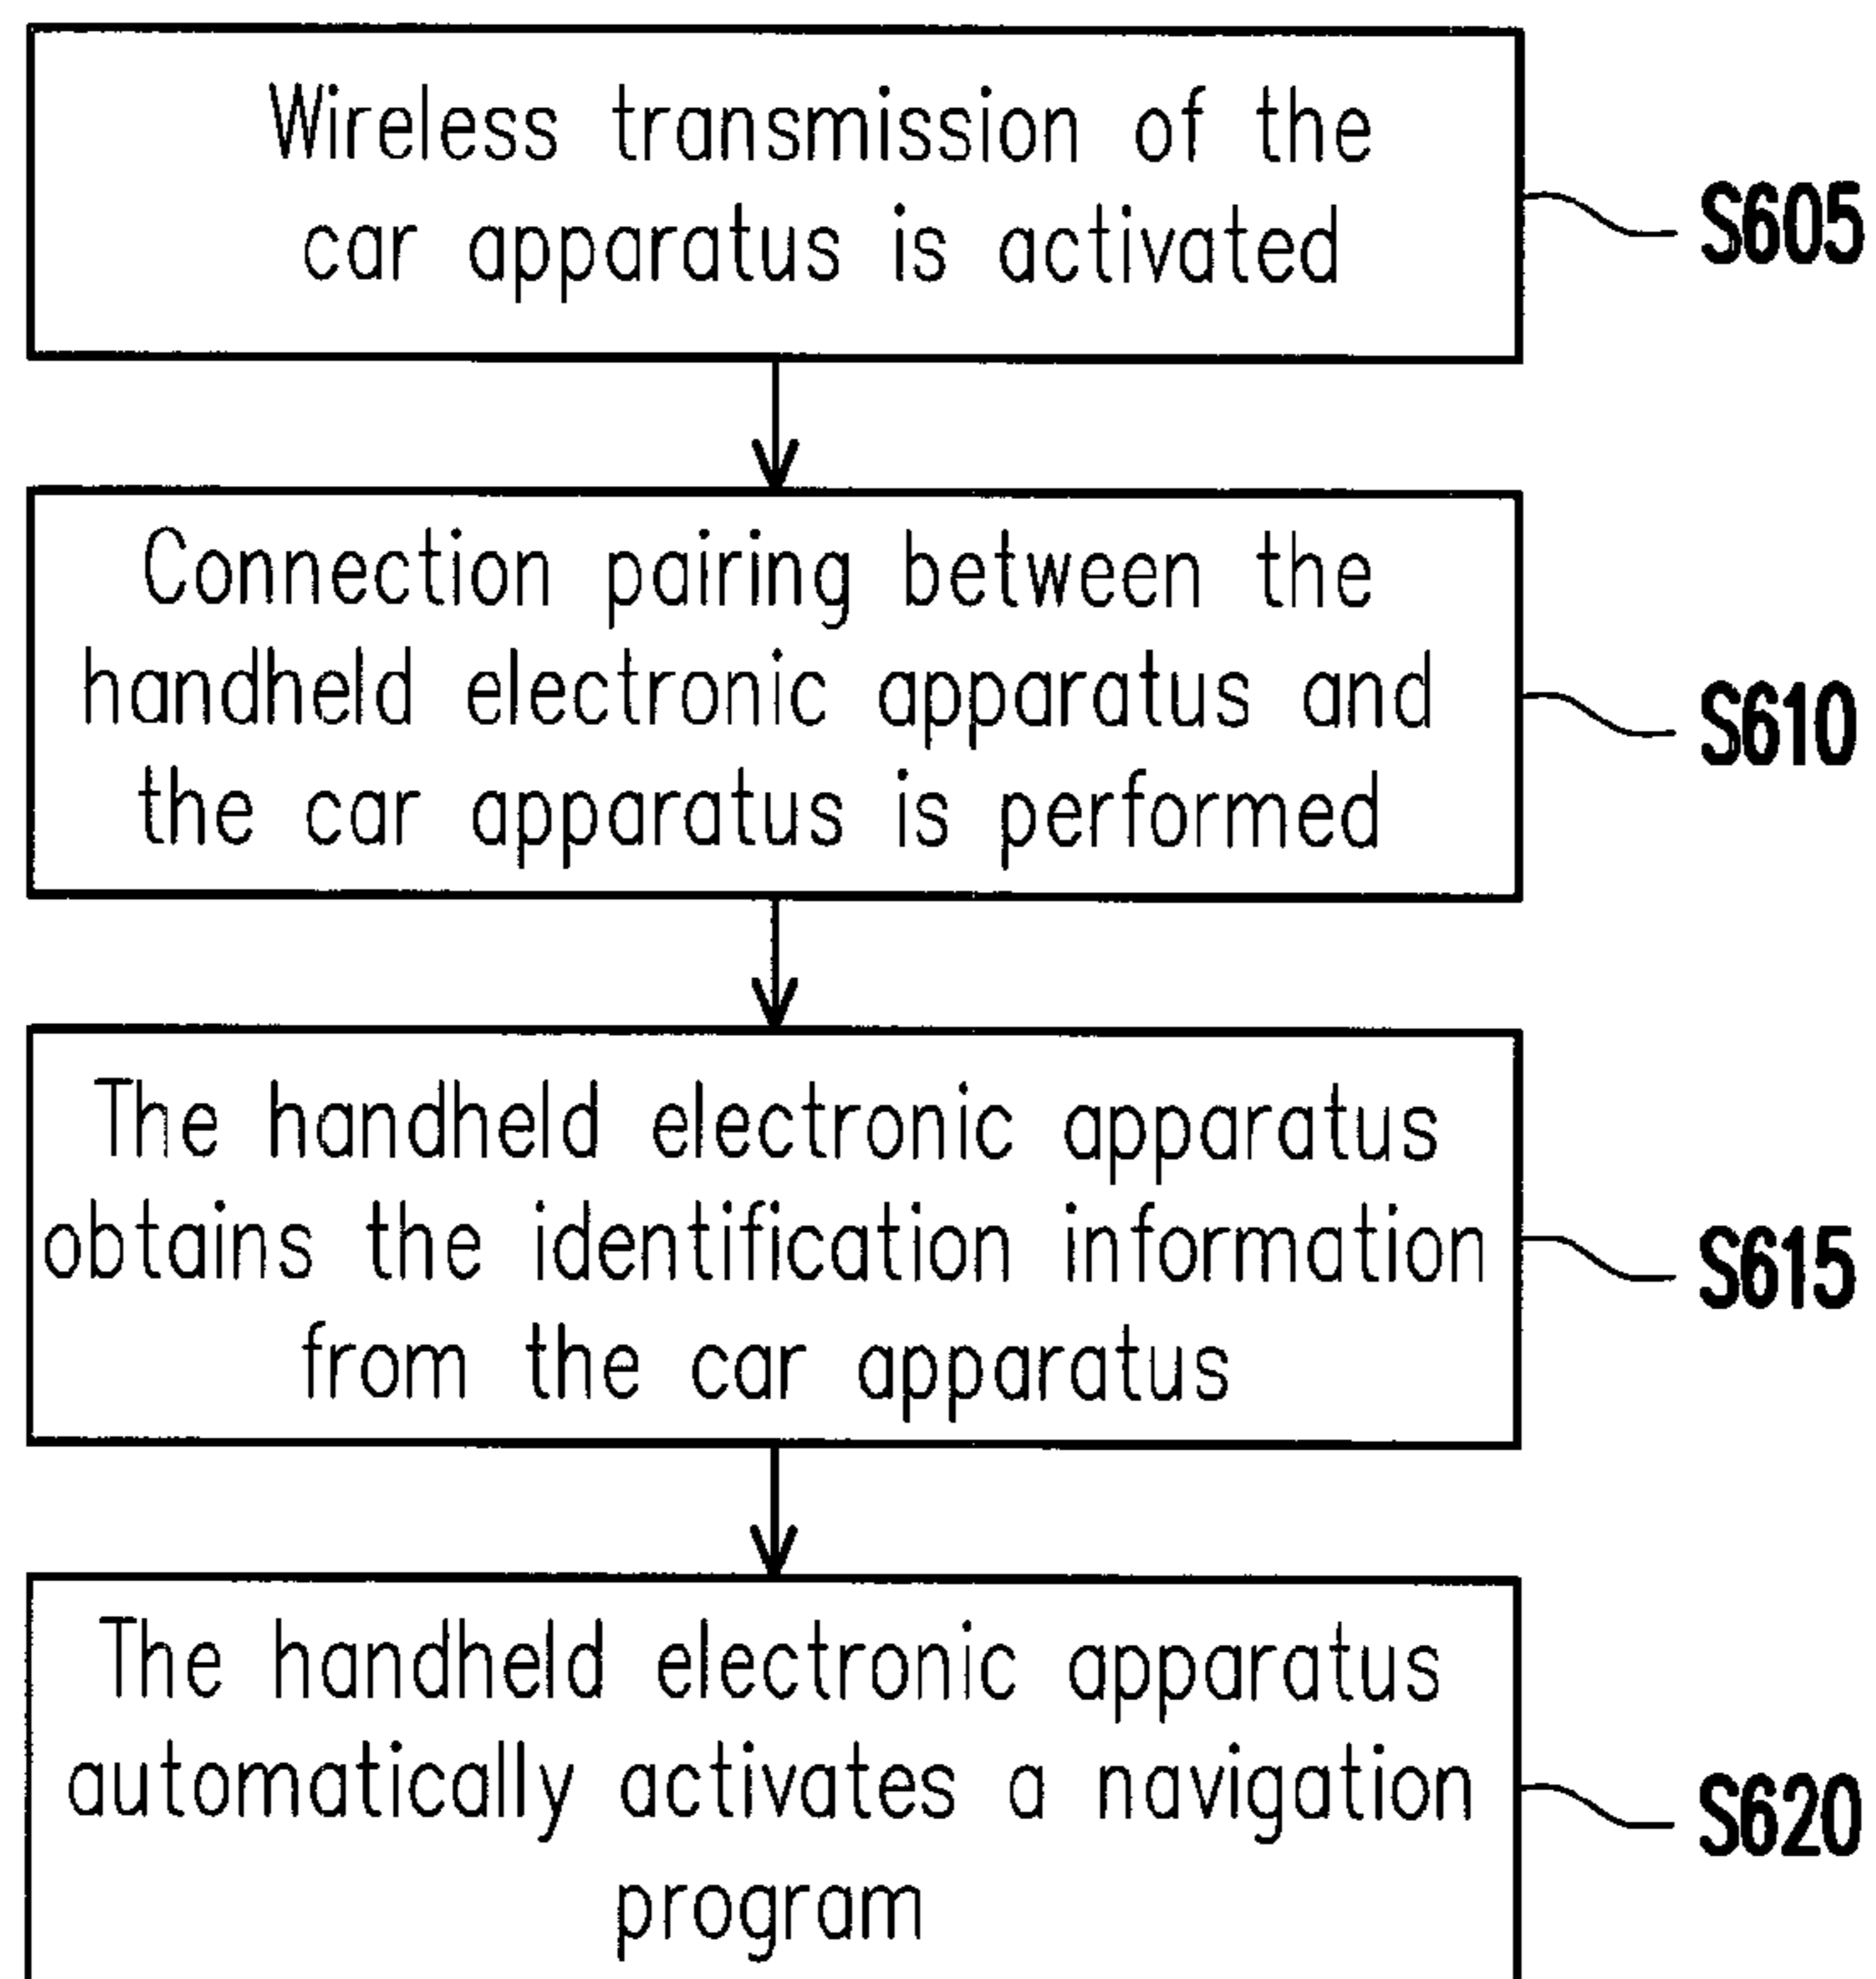 Wireless transmission of the
car apparatus is activated
S605
Connection pairing between the
handheld electronic apparatus and
the car apparatus is performed
S610
The handheld electronic apparatus
obtains the identification information
from the car apparatus
S615
The handheld electronic apparatus
automatically activates a navigation
program
S620